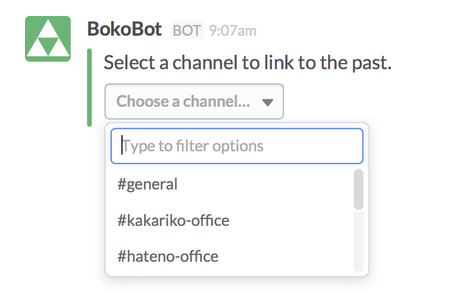 BokoBot BOT 9:07am
Select a channel to link to the past.
Choose a channel...
Type to filter options
#general
#kakariko-office
#hateno-office